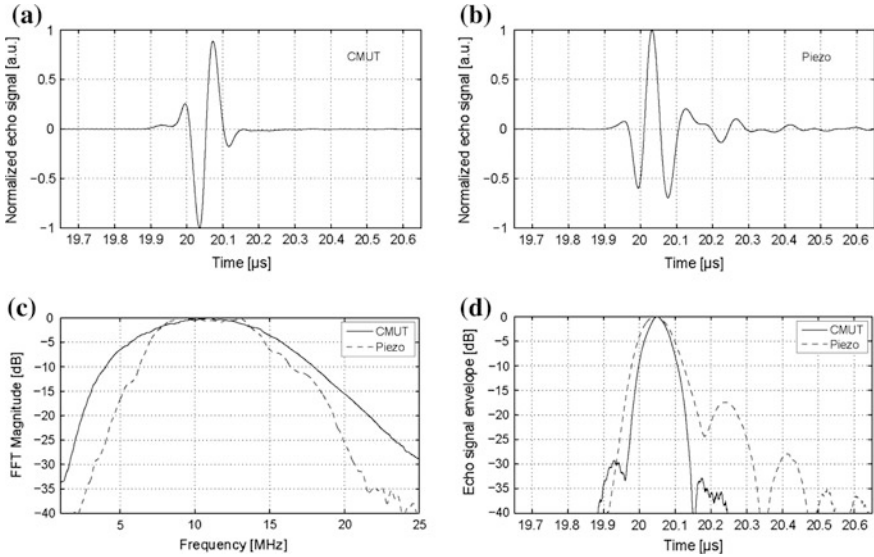 (a)
1
0.5
0
−0.5
−1
Normalized echo signal [a.u.]
CMUT
19.7 19.8 19.9 20 20.1 20.2 20.3 20.4 20.5 20.6
Time [µs]
(b)
1
0.5
0
−0.5
−1
Normalized echo signal [a.u.]
Piezo
19.7 19.8 19.9 20 20.1 20.2 20.3 20.4 20.5 20.6
Time [µs]
(c)
0
−5
−10
−15
−20
−25
−30
−35
−40
FFT Magnitude [dB]
CMUT
Piezo
5 10 15 20 25
Frequency [MHz]
(d)
0
−5
−10
−15
−20
−25
−30
−35
−40
Echo signal envelope [dB]
CMUT
Piezo
19.7 19.8 19.9 20 20.1 20.2 20.3 20.4 20.5 20.6
Time [µs]